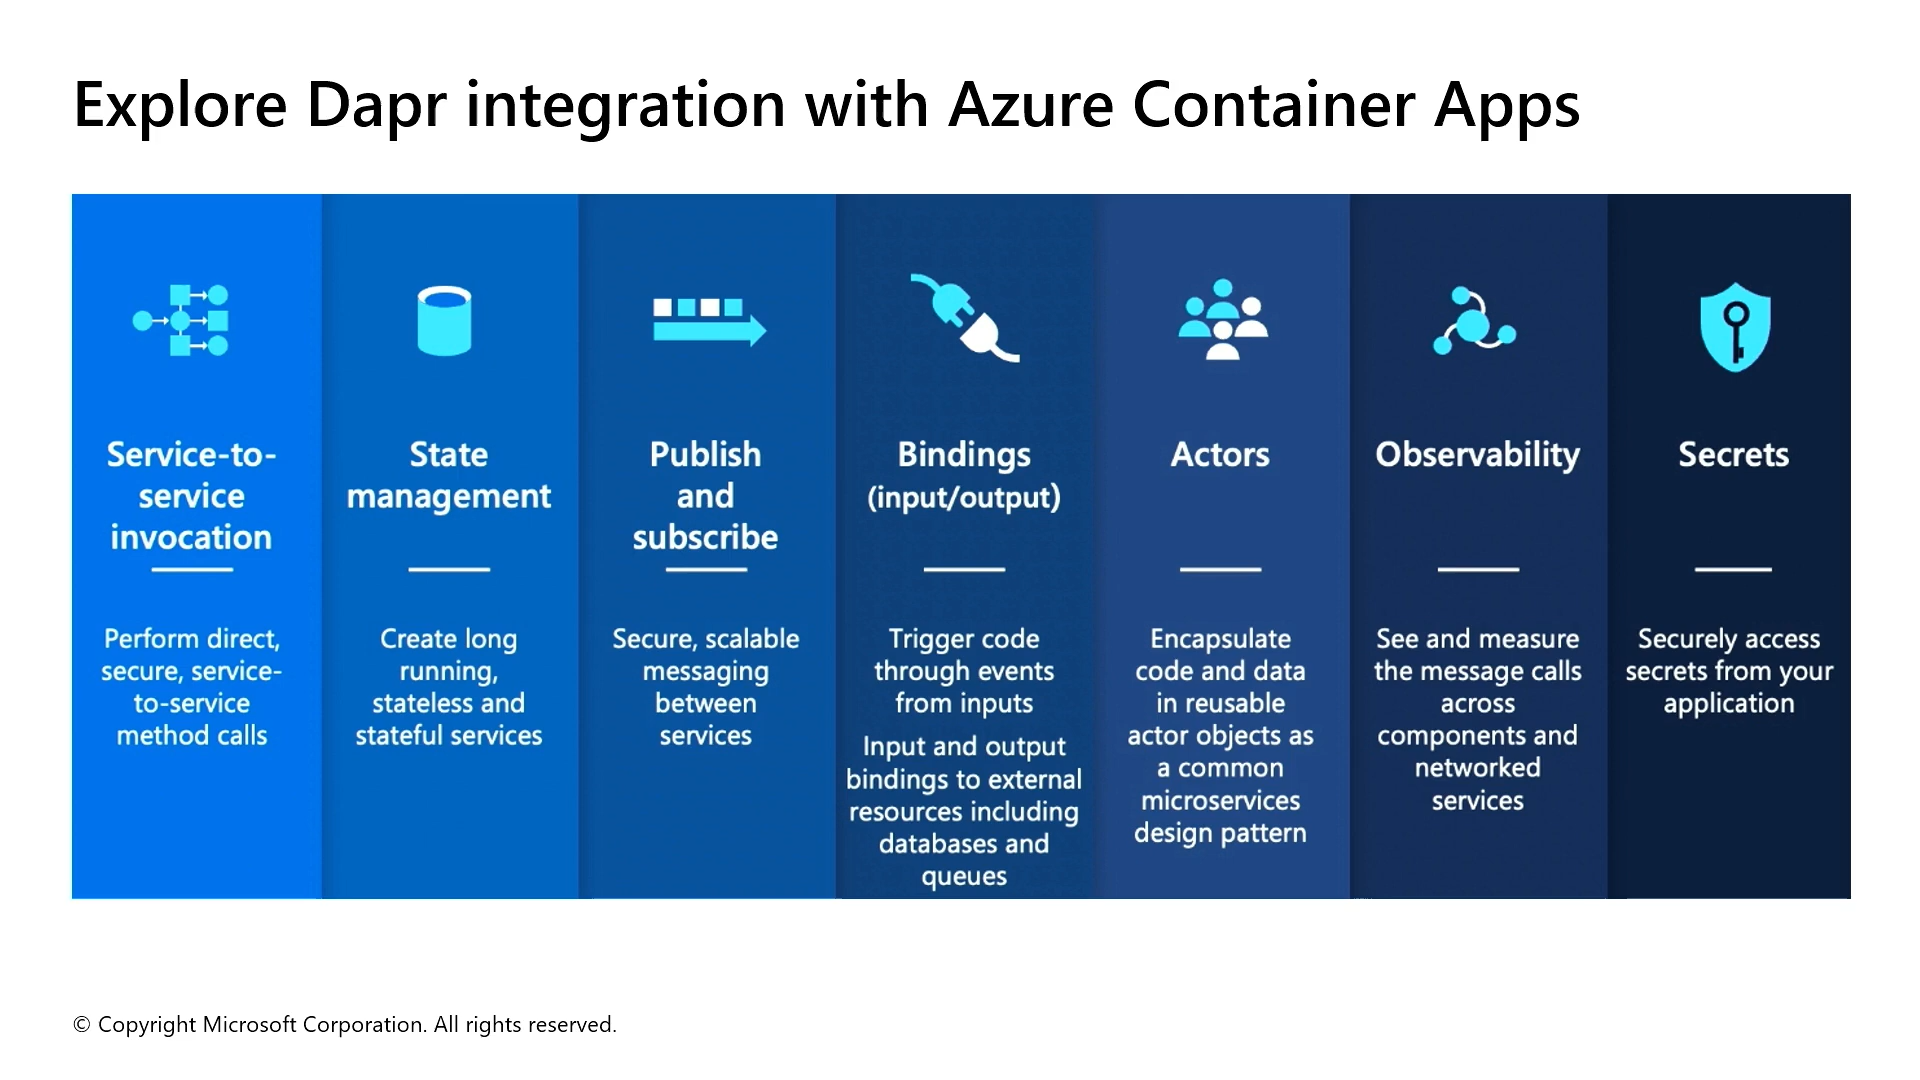 Explore Dapr integration with Azure Container Apps
Service-to-
service
invocation
Perform direct,
secure, service-
to-service
method calls
State
management
Create long
running,
stateless and
stateful services
Publish
and
subscribe
Secure, scalable
messaging
between
services
Bindings
(input/output)
Trigger code
through events
from inputs
Input and output
bindings to external
resources including
databases and
queues
Actors
Encapsulate
code and data
in reusable
actor objects as
a common
microservices
design pattern
Observability
See and measure
the message calls
across
components and
networked
services
Secrets
Securely access
secrets from your
application
© Copyright Microsoft Corporation. All rights reserved.